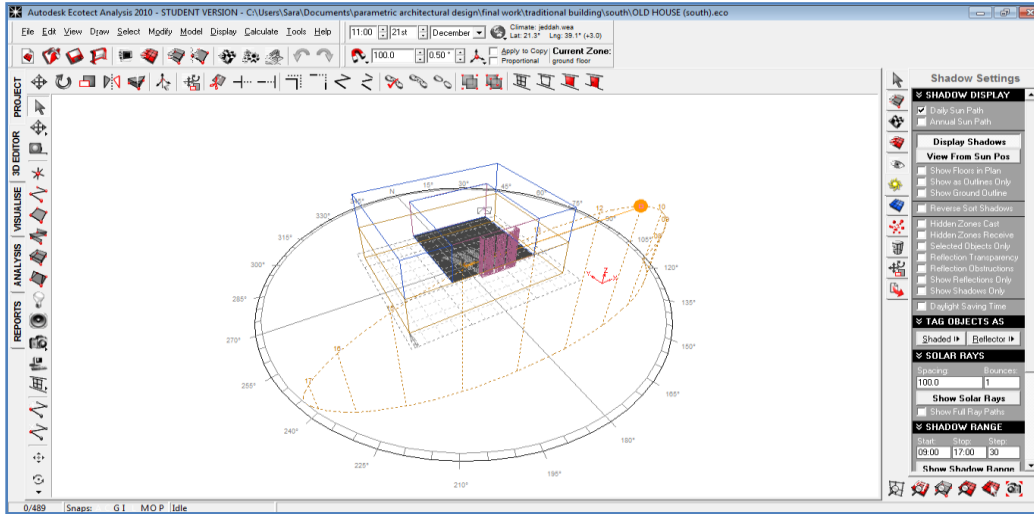 Autodesk Ecotect Analysis 2010 - STUDENT VERSION - C:\Users\Sara\Documents\parametric architectural design\final work\traditional building\south\OLD HOUSE (south).eco
File Edit View Draw Select Modify Model Display Calculate Tools Help
11:00 21st December
Climate: jeddah.wea
Lat: 21.3° Lng: 39.1° (+3.0)
100.0 0.50 °
Apply to Copy
Proportional
Current Zone:
ground floor
PROJECT
3D EDITOR
VISUALISE
ANALYSIS
REPORTS
N
15°
30°
45°
60°
75°
105°
120°
135°
150°
165°
180°
195°
210°
225°
240°
255°
270°
285°
300°
315°
330°
345°
12
10
09
16
17
Y
Z
X
Shadow Settings
SHADOW DISPLAY
Daily Sun Path
Annual Sun Path
Display Shadows
View From Sun Pos
Show Floors in Plan
Show as Outlines Only
Show Ground Outline
Reverse Sort Shadows
Hidden Zones Cast
Hidden Zones Receive
Selected Objects Only
Reflection Transparency
Reflection Obstructions
Show Reflections Only
Show Shadows Only
Daylight Saving Time
TAG OBJECTS AS
Shaded Reflector
SOLAR RAYS
Spacing: Bounces:
100.0 1
Show Solar Rays
Show Full Ray Paths
SHADOW RANGE
Start: Stop: Step:
09:00 17:00 30
Show Shadow Range
0/489 Snaps: G I M O P Idle